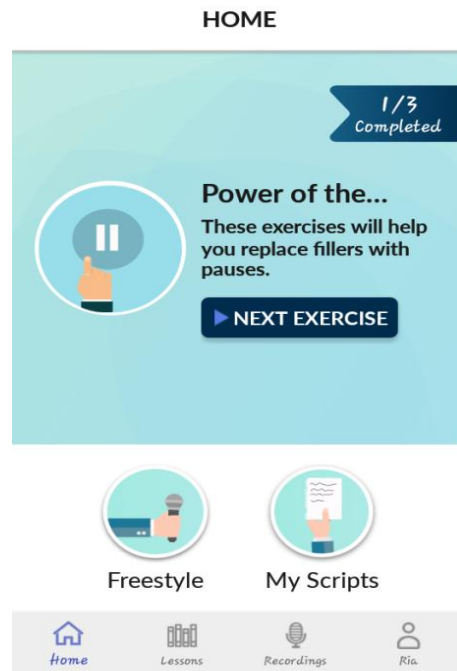 HOME
1/3
Completed
Power of the...
These exercises will help
you replace fillers with
pauses.
NEXT EXERCISE
Freestyle
My Scripts
Home
Lessons
Recordings
Ria